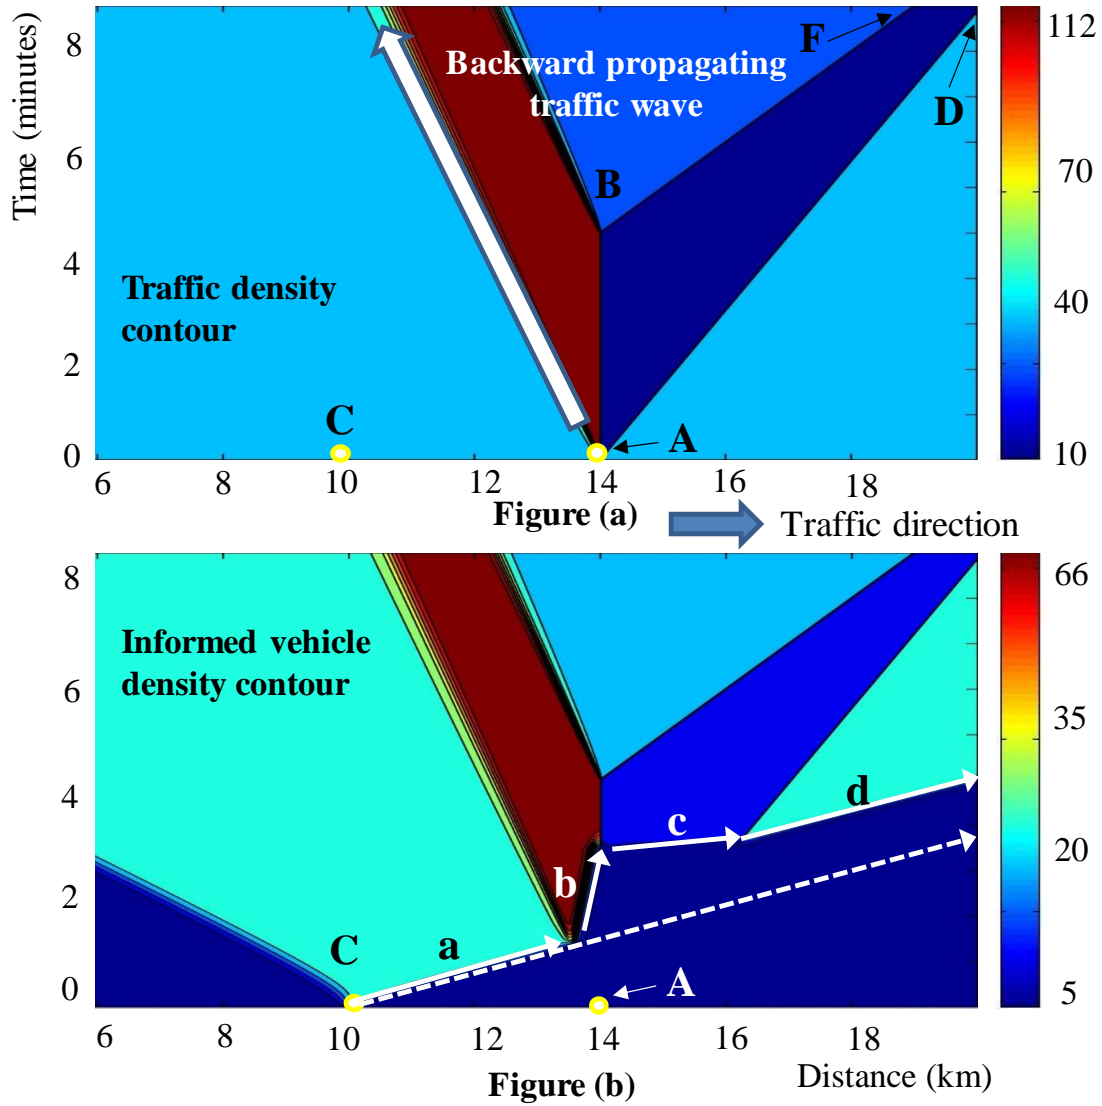 Time (minutes)
8
6
4
2
0
F
Backward propagating
traffic wave
D
B
Traffic density
contour
C
A
6
10
12
14
16
18
112
70
40
10
Figure (a)
Traffic direction
8
6
4
2
0
Informed vehicle
density contour
d
c
b
a
C
A
66
35
20
5
6
8
10
12
14
16
18
Distance (km)
Figure (b)